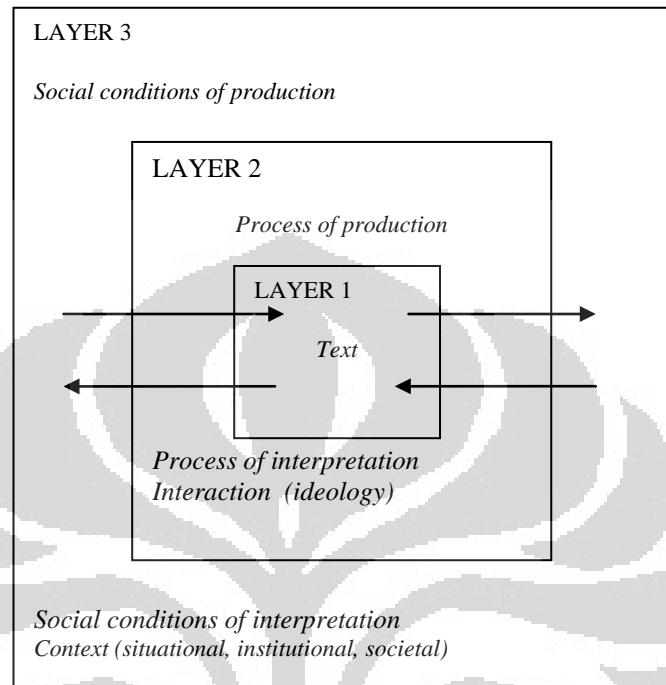 LAYER 3
Social conditions of production
LAYER 2
Process of production
LAYER 1
Text
Process of interpretation
Interaction (ideology)
Social conditions of interpretation
Context (situational, institutional, societal)